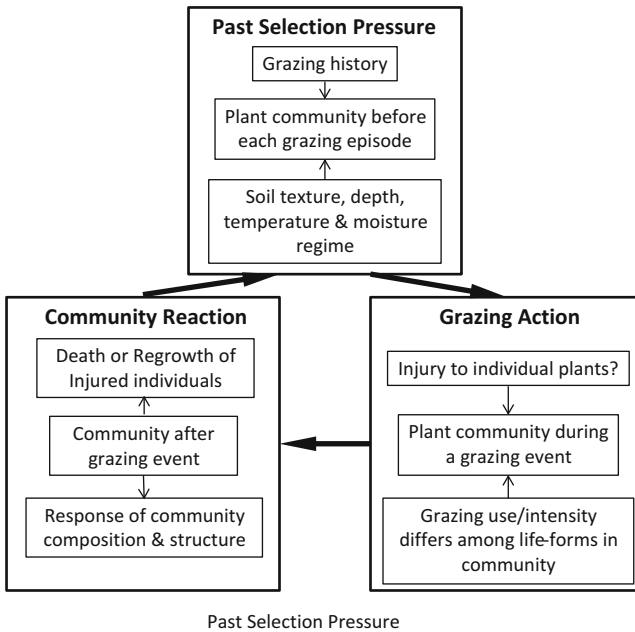 Past Selection Pressure
Grazing history
Plant community before
each grazing episode
Soil texture, depth,
temperature & moisture
regime
Community Reaction
Death or Regrowth of
Injured individuals
Community after
grazing event
Response of community
composition & structure
Grazing Action
Injury to individual plants?
Plant community during
a grazing event
Grazing use/intensity
differs among life-forms in
community
Past Selection Pressure